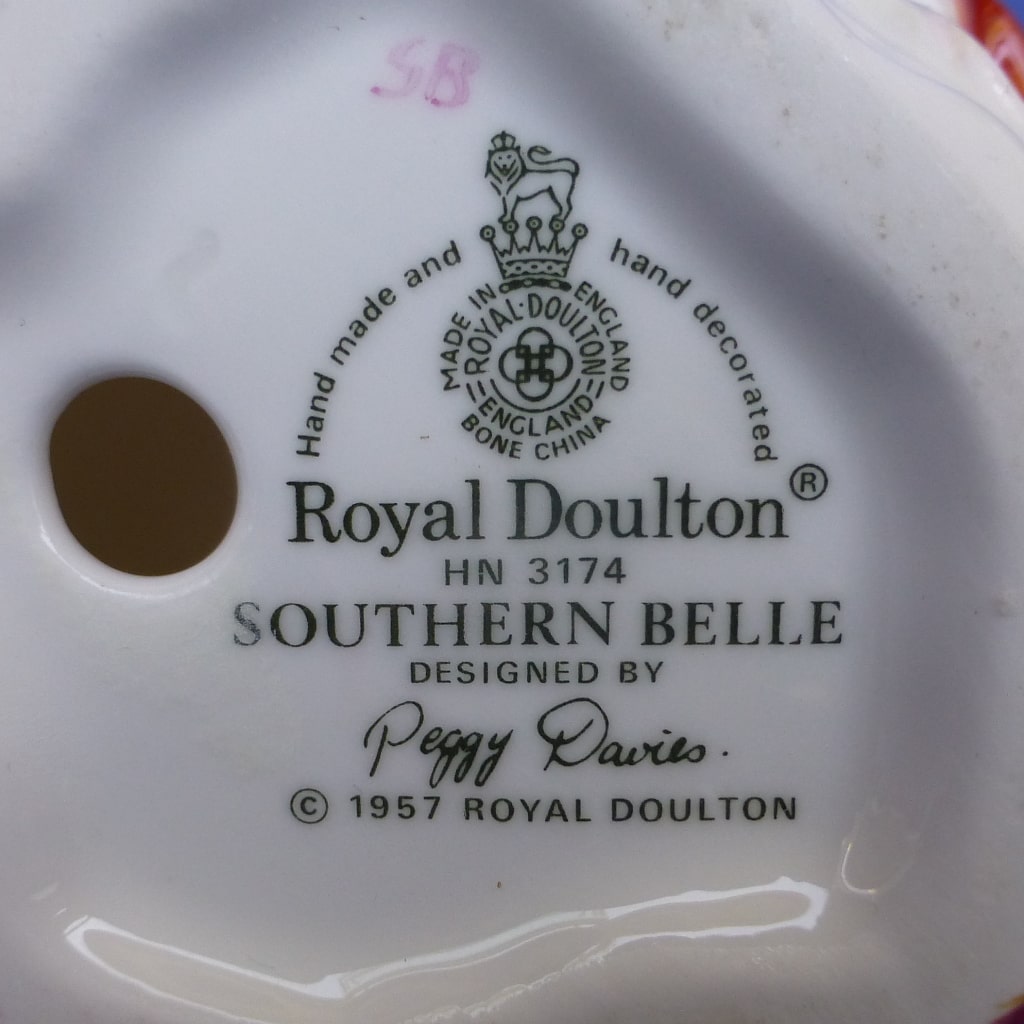 SB
Hand made and hand decorated
MADE IN ENGLAND
ROYAL·DOULTON
ENGLAND
BONE CHINA
Royal Doulton®
HN 3174
SOUTHERN BELLE
DESIGNED BY
Peggy Davies.
© 1957 ROYAL DOULTON